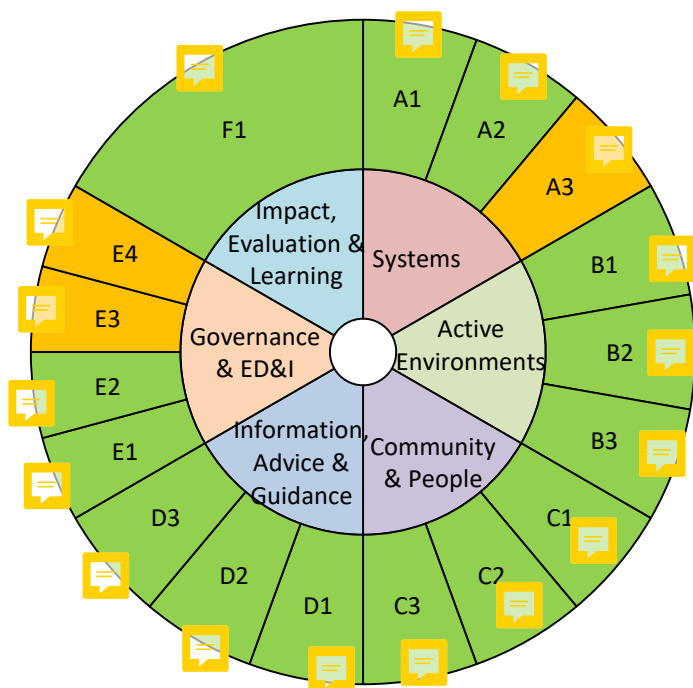 A1
A2
A3
B1
B2
B3
C1
C2
C3
D1
D2
D3
E1
E2
E3
E4
F1
Systems
Active
Environments
Community
& People
Information,
Advice &
Guidance
Governance
& ED&I
Impact,
Evaluation &
Learning